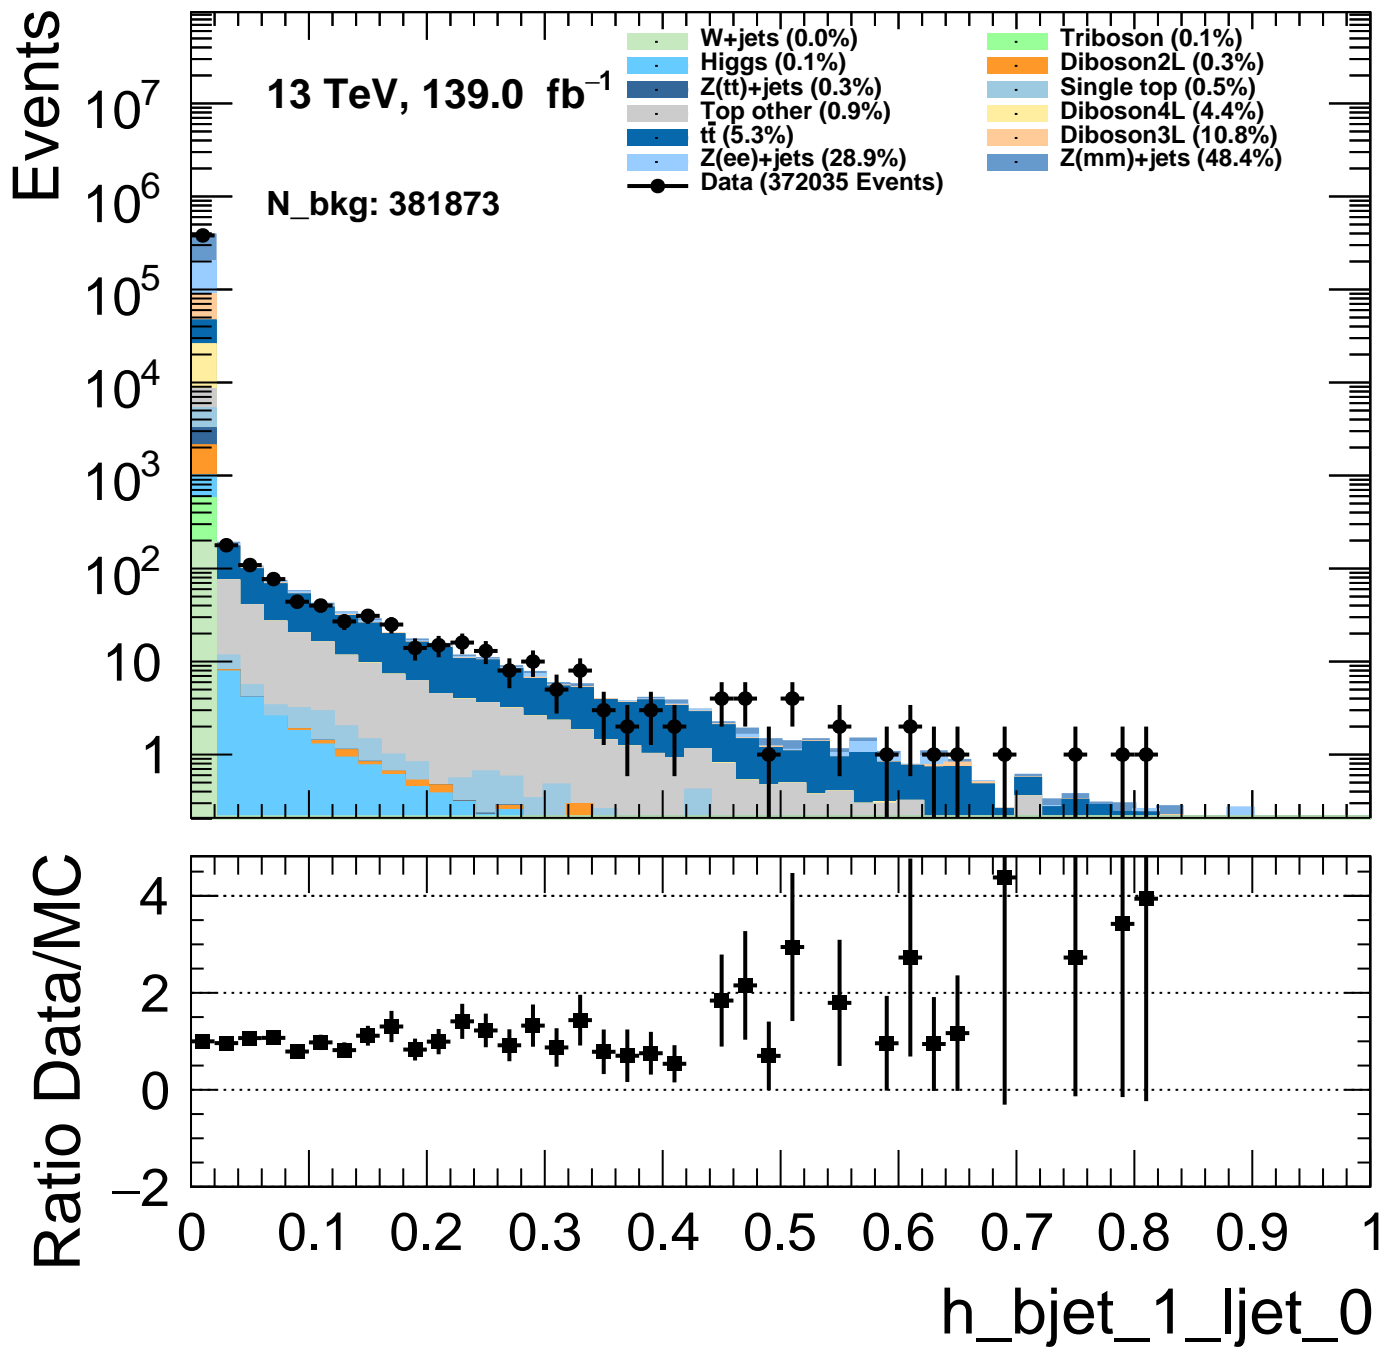 Events
10⁷
10⁶
10⁵
10⁴
10³
10²
10
1
13 TeV, 139.0 fb⁻¹
N_bkg: 381873
W+jets (0.0%)
Higgs (0.1%)
Z(tt)+jets (0.3%)
Top other (0.9%)
tt̄ (5.3%)
Z(ee)+jets (28.9%)
Data (372035 Events)
Triboson (0.1%)
Diboson2L (0.3%)
Single top (0.5%)
Diboson4L (4.4%)
Diboson3L (10.8%)
Z(mm)+jets (48.4%)
Ratio Data/MC
4
2
0
−2
0 0.1 0.2 0.3 0.4 0.5 0.6 0.7 0.8 0.9 1
h_bjet_1_ljet_0